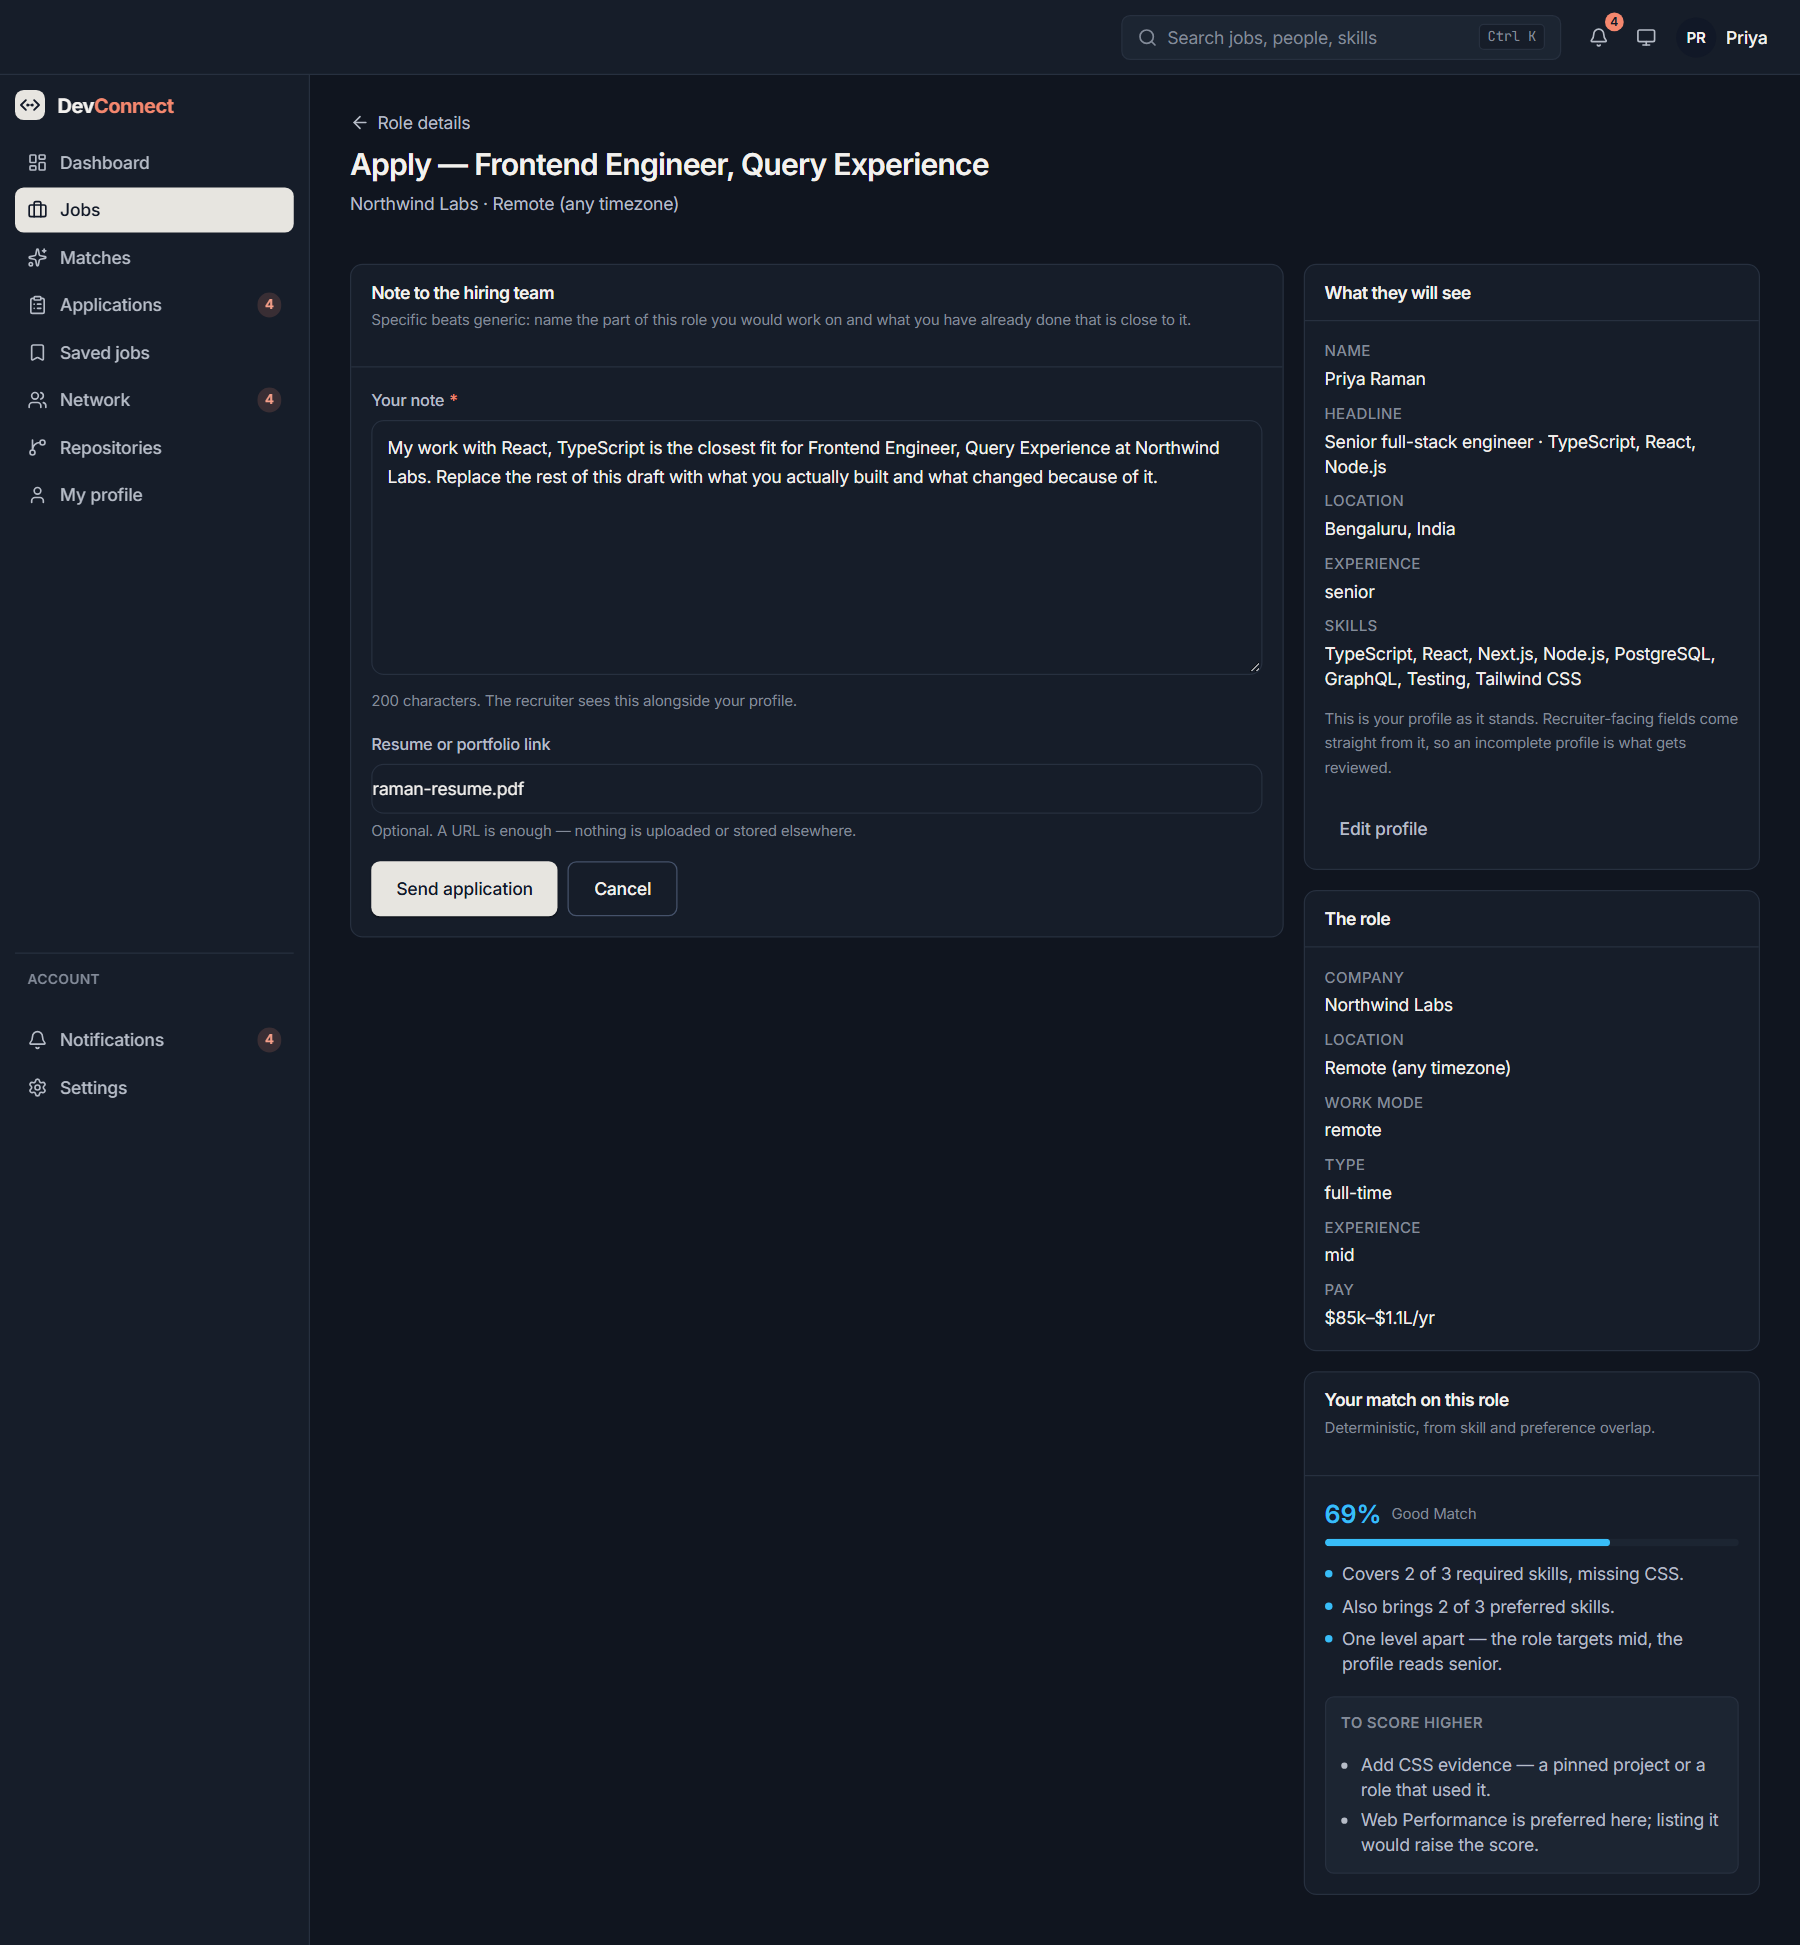 Search jobs, people, skills
Ctrl K
4
PR
Priya
DevConnect
Dashboard
Jobs
Matches
Applications
4
Saved jobs
Network
4
Repositories
My profile
ACCOUNT
Notifications
4
Settings
Role details
Apply — Frontend Engineer, Query Experience
Northwind Labs · Remote (any timezone)
Note to the hiring team
Specific beats generic: name the part of this role you would work on and what you have already done that is close to it.
Your note *
My work with React, TypeScript is the closest fit for Frontend Engineer, Query Experience at Northwind
Labs. Replace the rest of this draft with what you actually built and what changed because of it.
200 characters. The recruiter sees this alongside your profile.
Resume or portfolio link
raman-resume.pdf
Optional. A URL is enough — nothing is uploaded or stored elsewhere.
Send application
Cancel
What they will see
NAME
Priya Raman
HEADLINE
Senior full-stack engineer · TypeScript, React,
Node.js
LOCATION
Bengaluru, India
EXPERIENCE
senior
SKILLS
TypeScript, React, Next.js, Node.js, PostgreSQL,
GraphQL, Testing, Tailwind CSS
This is your profile as it stands. Recruiter-facing fields come
straight from it, so an incomplete profile is what gets
reviewed.
Edit profile
The role
COMPANY
Northwind Labs
LOCATION
Remote (any timezone)
WORK MODE
remote
TYPE
full-time
EXPERIENCE
mid
PAY
$85k–$1.1L/yr
Your match on this role
Deterministic, from skill and preference overlap.
69% Good Match
Covers 2 of 3 required skills, missing CSS.
Also brings 2 of 3 preferred skills.
One level apart — the role targets mid, the
profile reads senior.
TO SCORE HIGHER
Add CSS evidence — a pinned project or a
role that used it.
Web Performance is preferred here; listing it
would raise the score.